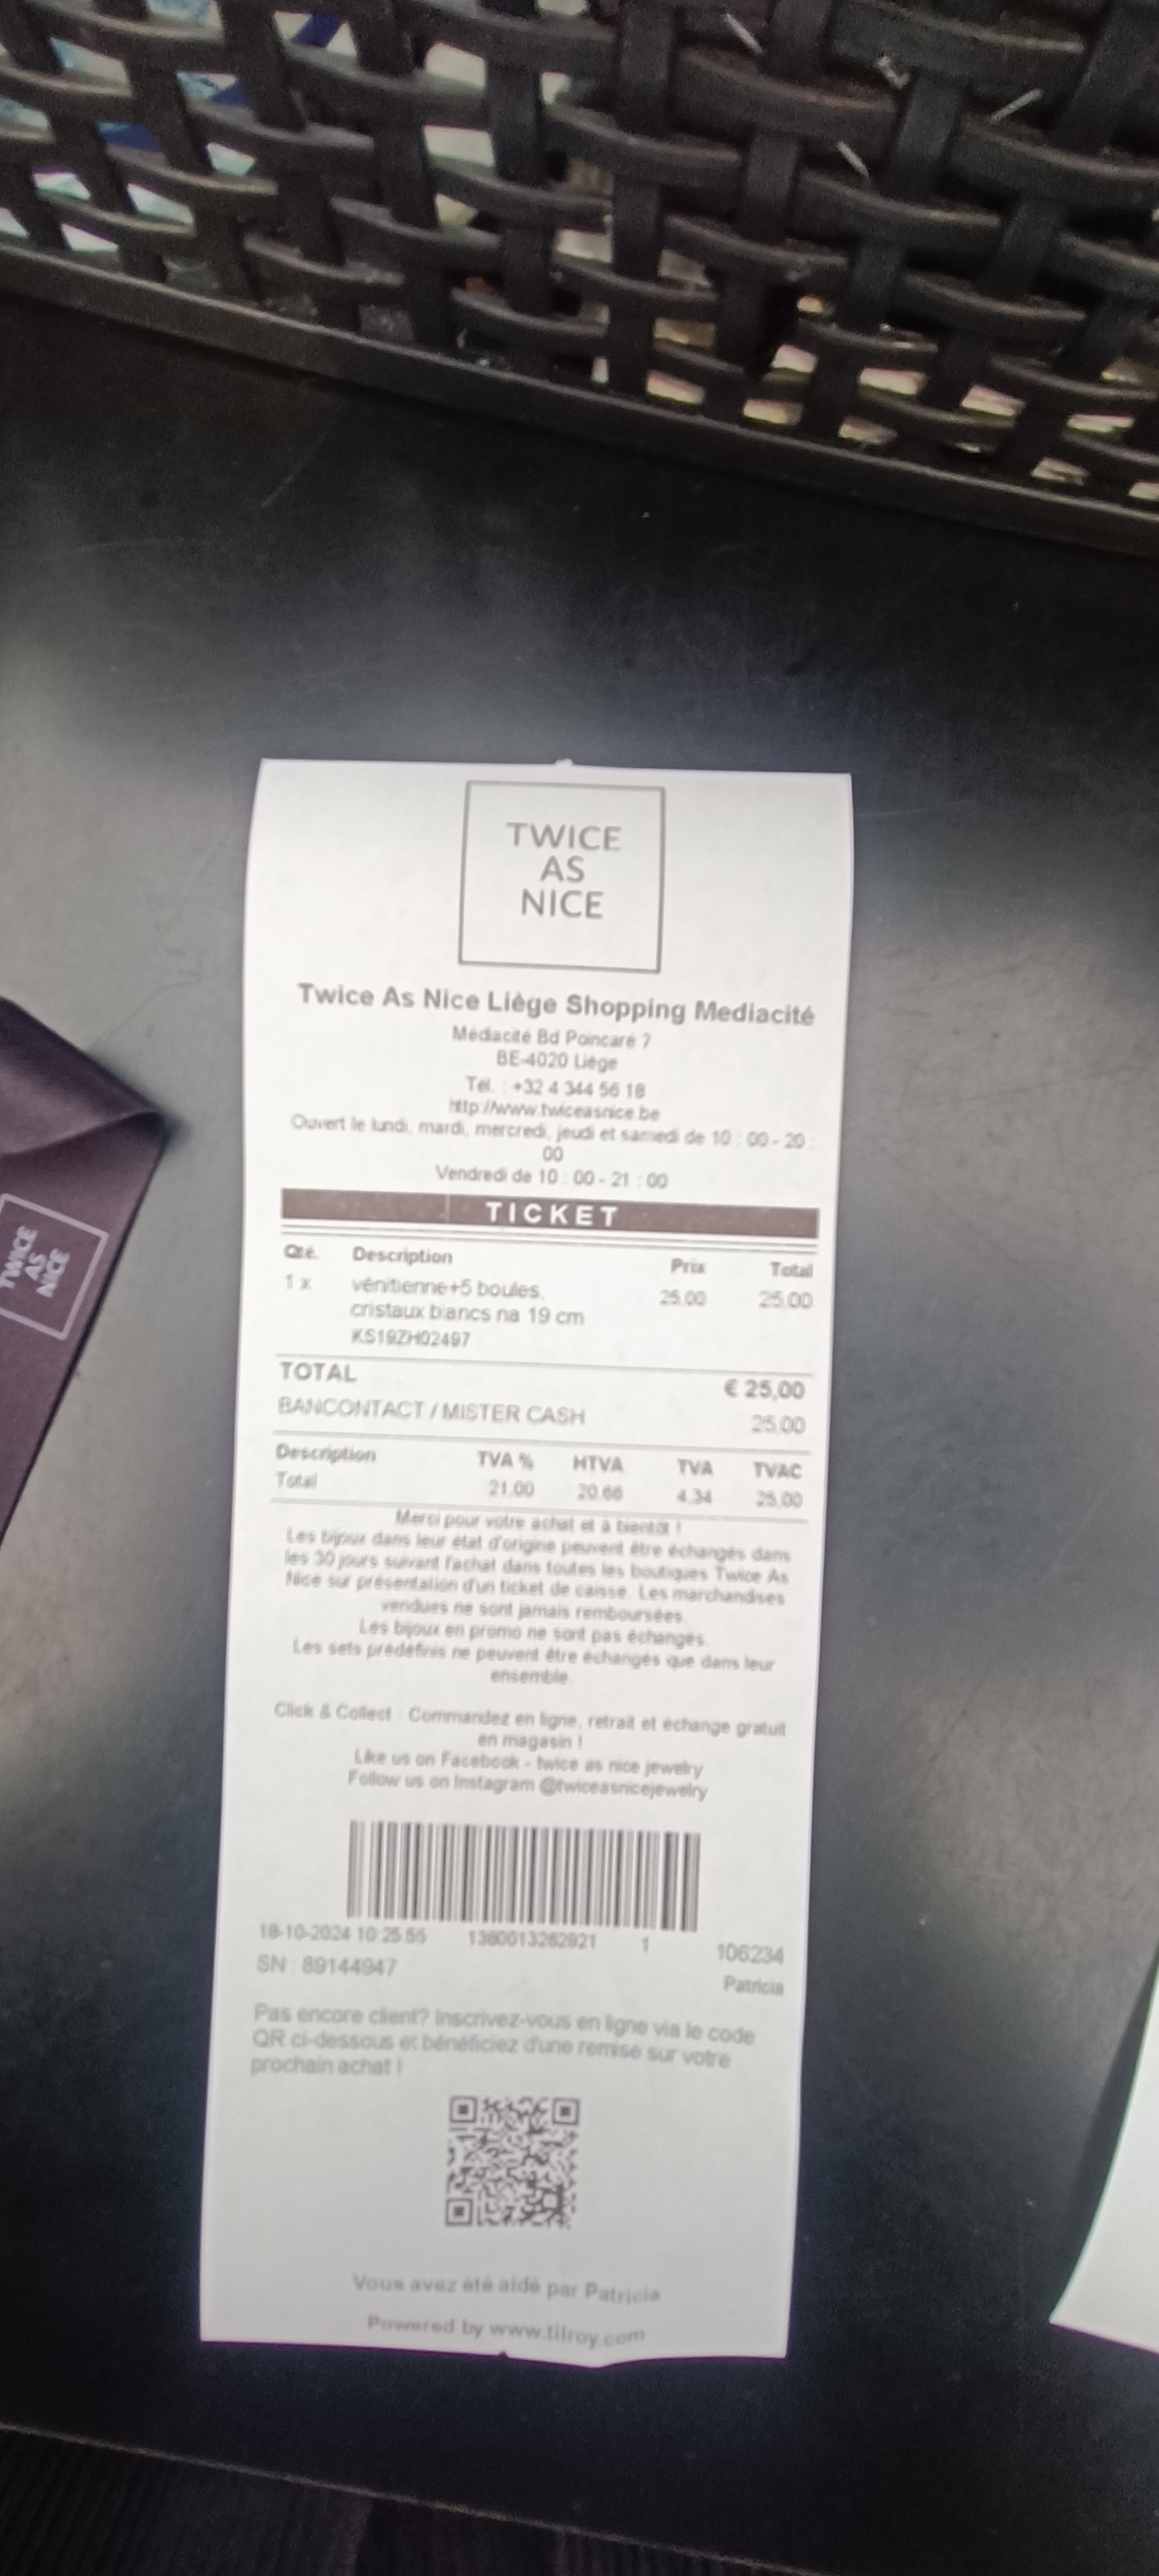 TWICE
AS
NICE
Twice As Nice Liège Shopping Mediacité
Médiacité Bd Poincaré 7
BE-4020 Liège
Tél. : +32 4 344 56 18
http://www.twiceasnice.be
Ouvert le lundi, mardi, mercredi, jeudi et samedi de 10 : 00 - 20 :
00
Vendredi de 10 : 00 - 21 : 00
TICKET
Qté. Description Prix Total
1 x vénitienne+5 boules, 25.00 25.00
cristaux blancs na 19 cm
KS19ZH02497
TOTAL € 25,00
BANCONTACT / MISTER CASH 25.00
Description TVA % HTVA TVA TVAC
Total 21.00 20.66 4.34 25.00
Merci pour votre achat et à bientôt !
Les bijoux dans leur état d'origine peuvent être échangés dans
les 30 jours suivant l'achat dans toutes les boutiques Twice As
Nice sur présentation d'un ticket de caisse. Les marchandises
vendues ne sont jamais remboursées.
Les bijoux en promo ne sont pas échangés.
Les sets prédéfinis ne peuvent être échangés que dans leur
ensemble.
Click & Collect : Commandez en ligne, retrait et échange gratuit
en magasin !
Like us on Facebook - twice as nice jewelry
Follow us on Instagram @twiceasnicejewelry
18-10-2024 10:25:55 1380013262921 1 106234
SN : 89144947 Patricia
Pas encore client? Inscrivez-vous en ligne via le code
QR ci-dessous et bénéficiez d'une remise sur votre
prochain achat !
Vous avez été aidé par Patricia
Powered by www.tilroy.com
TWICE
AS
NICE